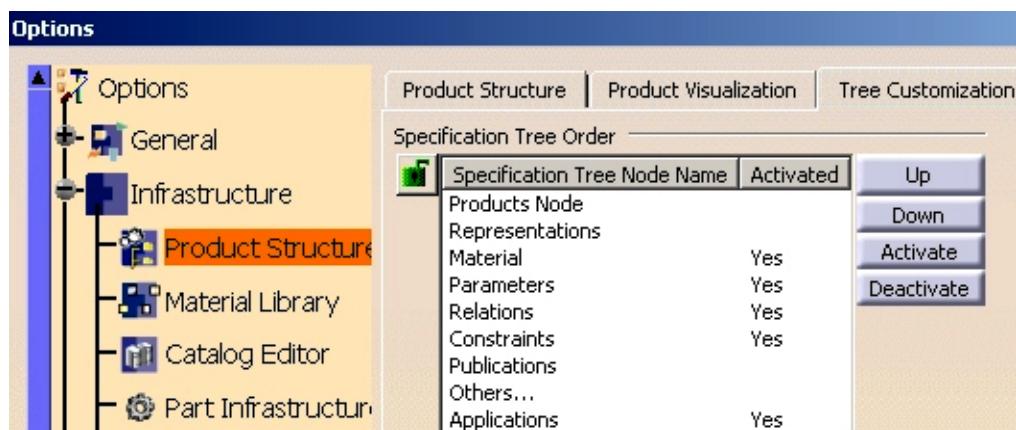 Options
Options
General
Infrastructure
Product Structure
Material Library
Catalog Editor
Part Infrastructur
Product Structure Product Visualization Tree Customization
Specification Tree Order
Specification Tree Node Name Activated
Products Node
Representations
Material Yes
Parameters Yes
Relations Yes
Constraints Yes
Publications
Others...
Applications Yes
Up
Down
Activate
Deactivate